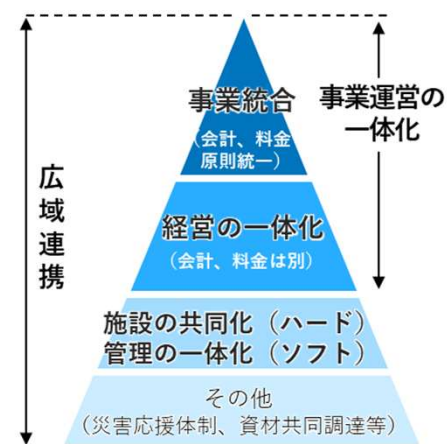 事業統合
（会計、料金
原則統一）
事業運営の
一体化
広域連携
経営の一体化
（会計、料金は別）
施設の共同化（ハード）
管理の一体化（ソフト）
その他
（災害応援体制、資材共同調達等）